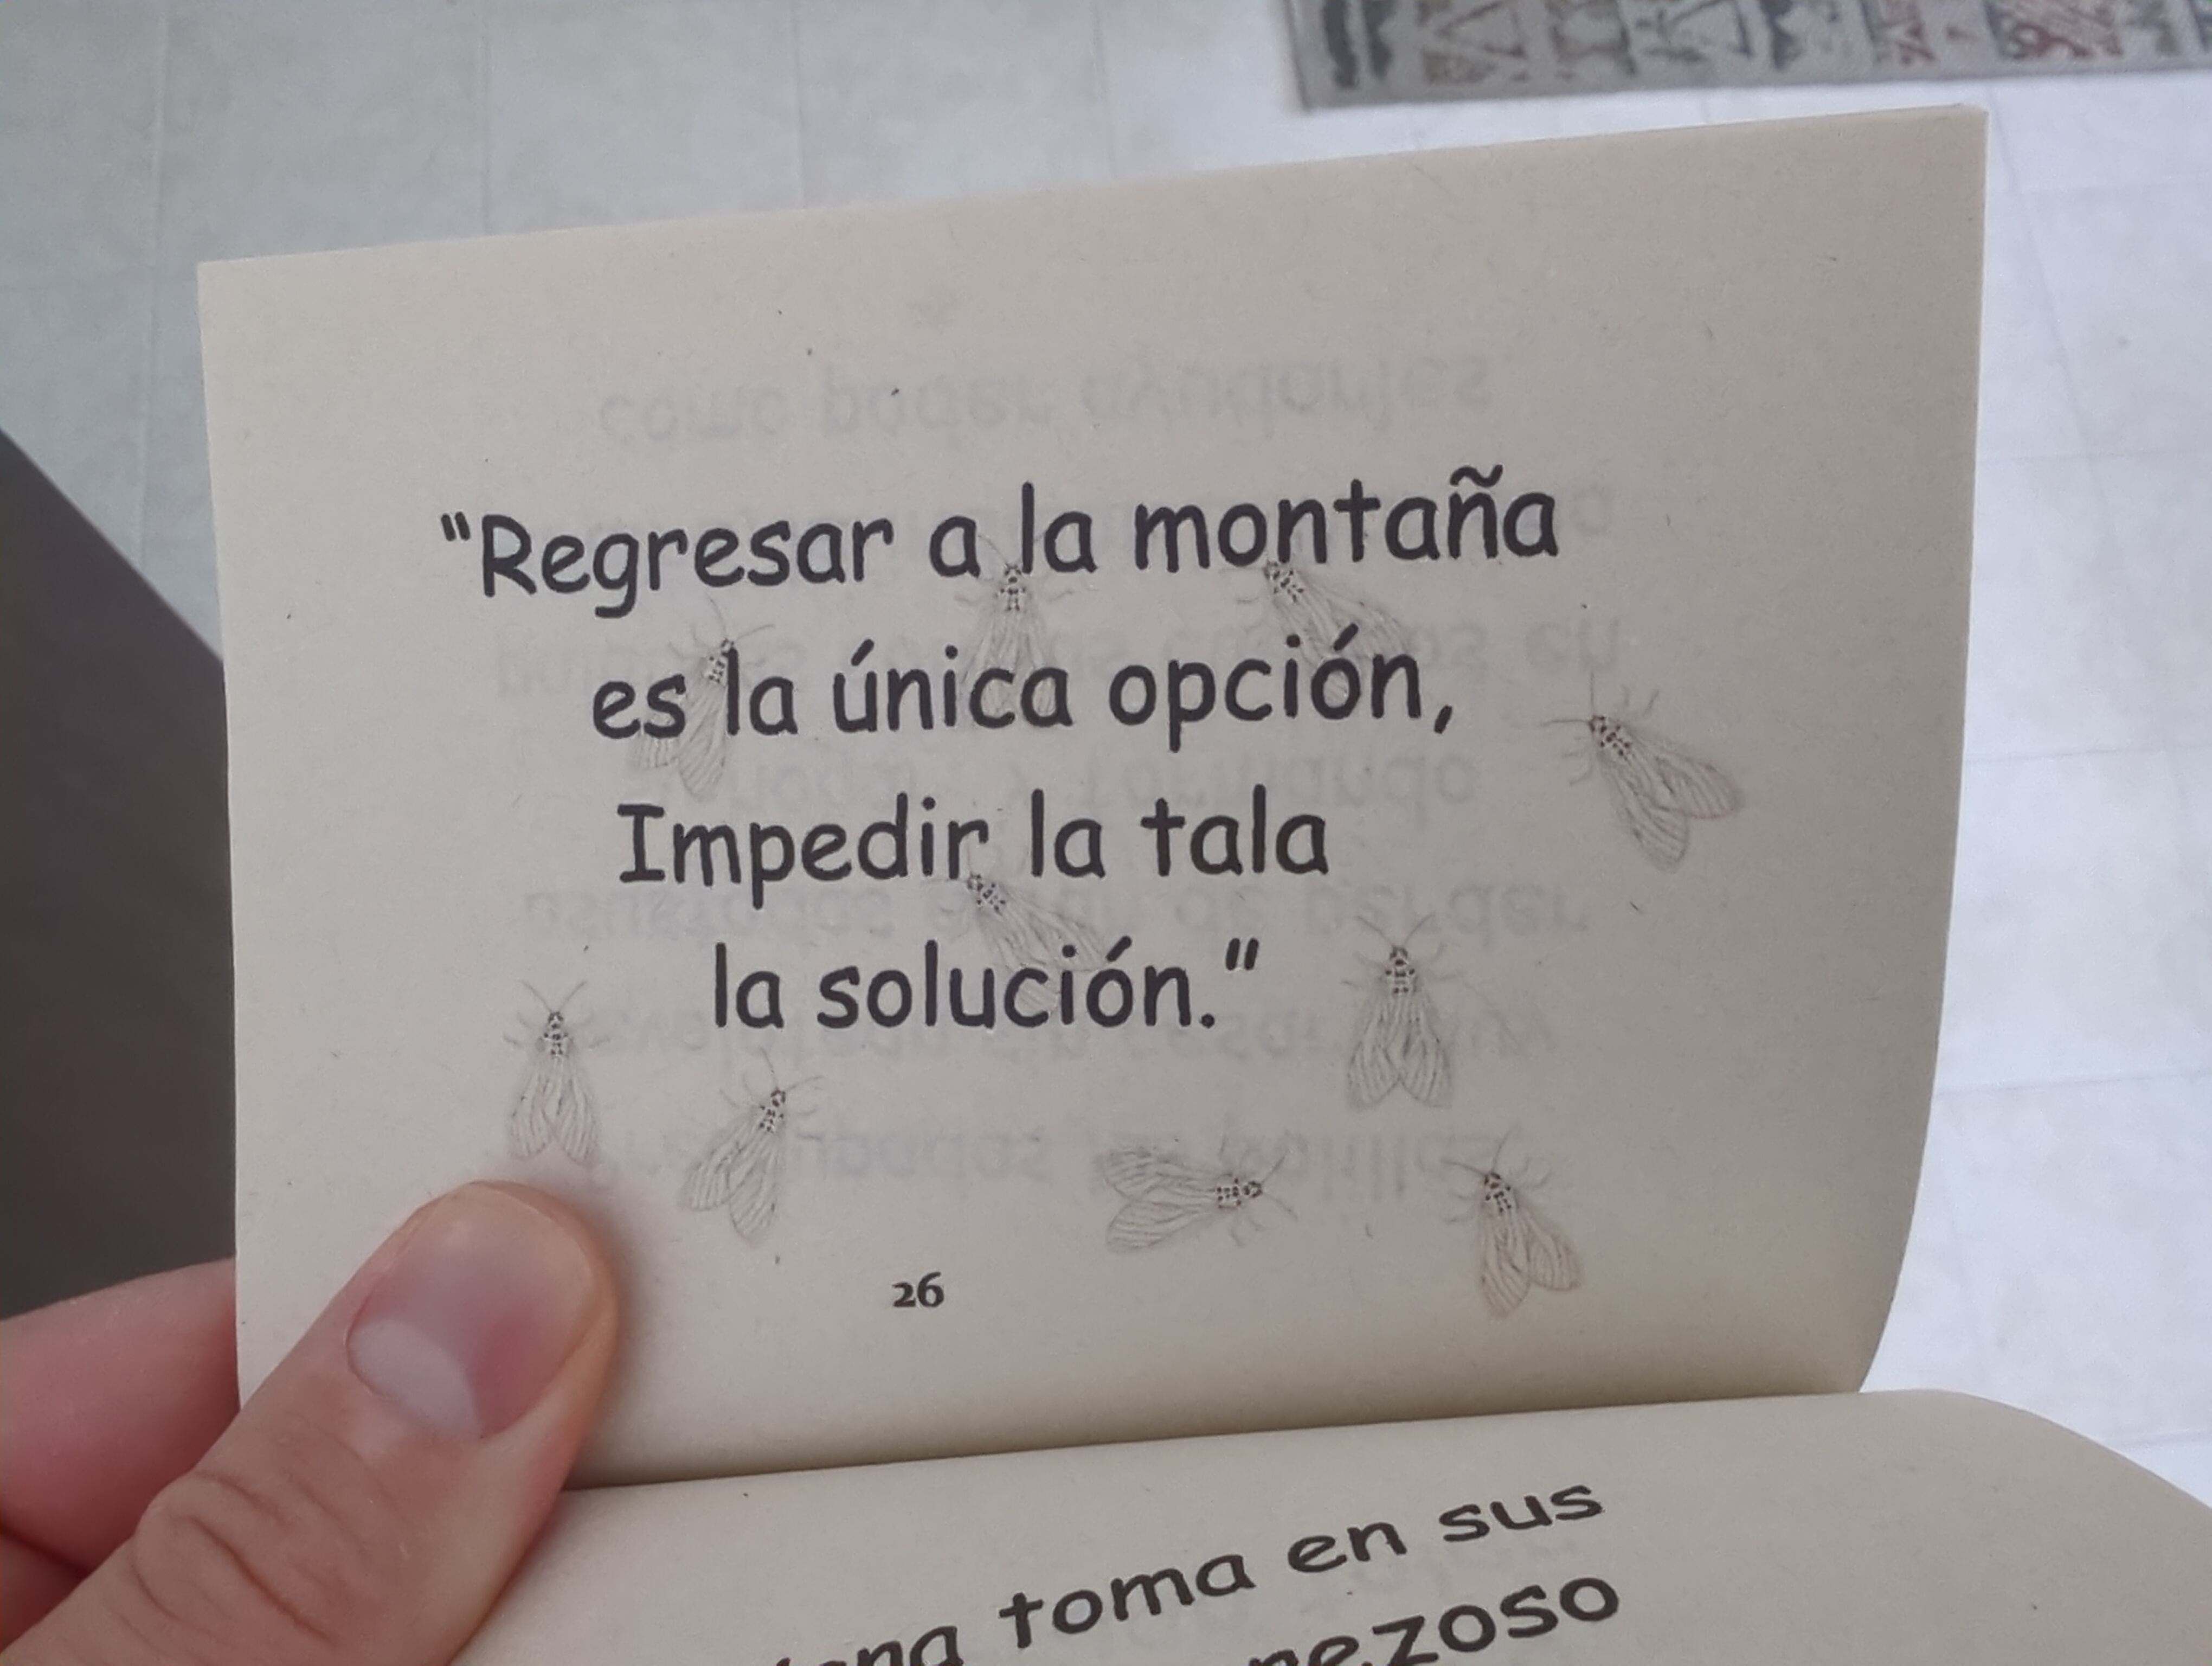 "Regresar a la montaña
es la única opción,
Impedir la tala
la solución."
26
toma en sus